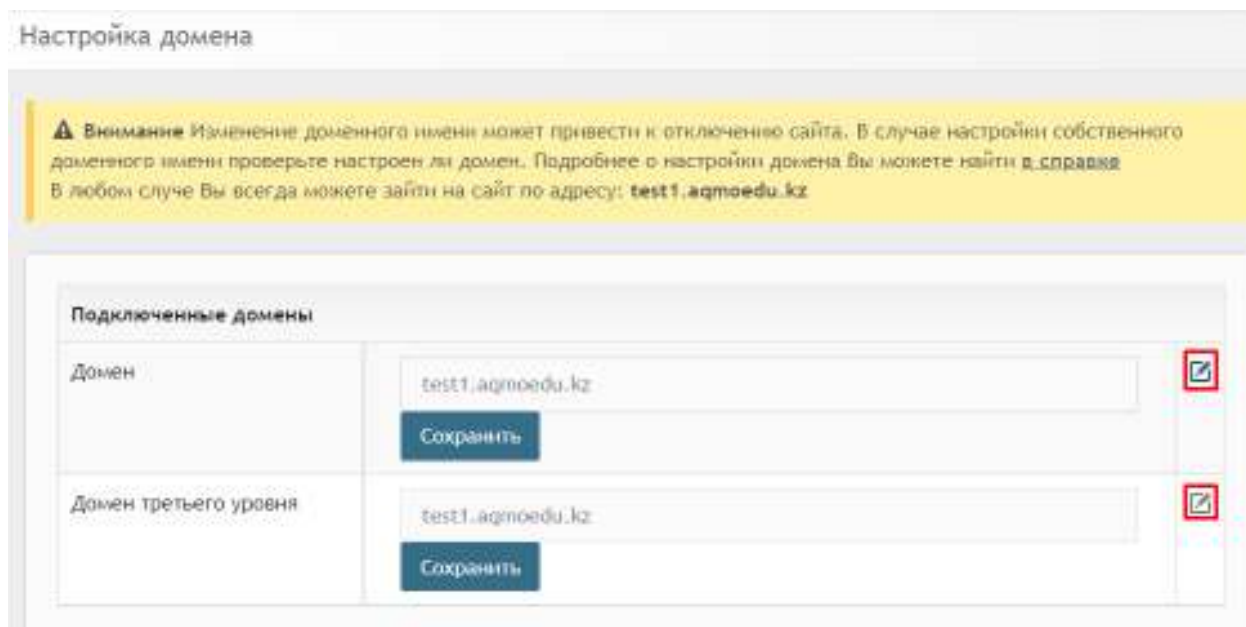 Настройка домена
Внимание Изменение доменного имени может привести к отключению сайта. В случае настройки собственного
доменного имени проверьте настроен ли домен. Подробнее о настройки домена Вы можете найти в справке
В любом случе Вы всегда можете зайти на сайт по адресу: test1.aqmoedu.kz
Подключенные домены
Домен
test1.aqmoedu.kz
Сохранить
Домен третьего уровня
test1.aqmoedu.kz
Сохранить